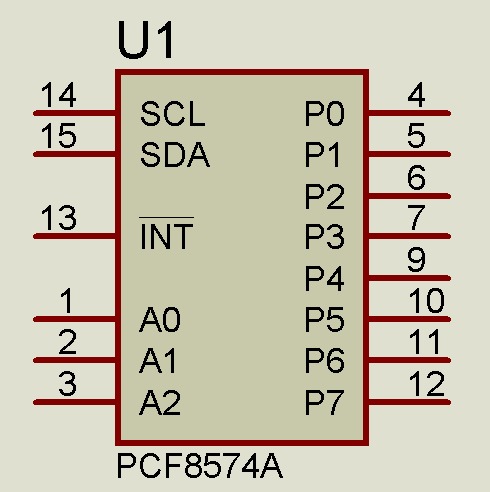 U1
14 SCL P0 4
15 SDA P1 5
P2 6
13 INT P3 7
P4 9
1 A0 P5 10
2 A1 P6 11
3 A2 P7 12
PCF8574A